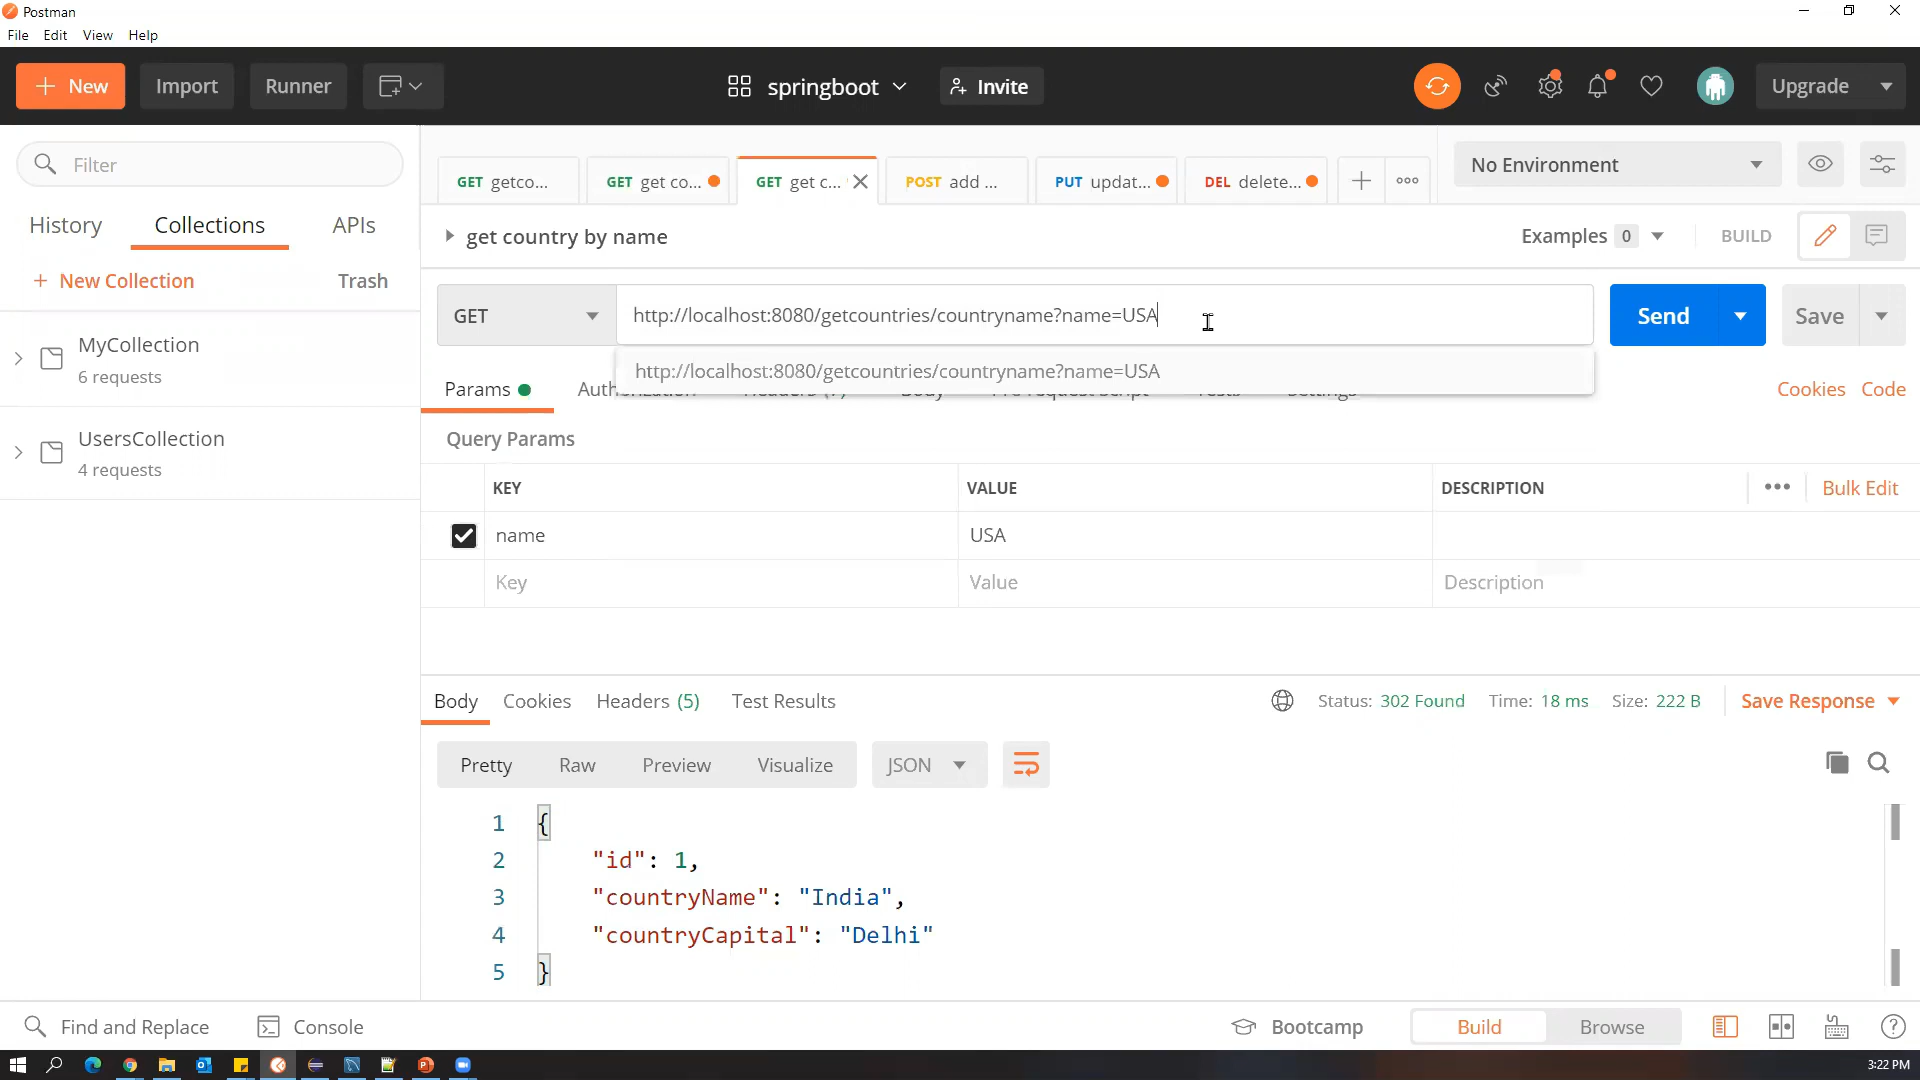 Postman
File Edit View Help
+ New Import Runner springboot Invite Upgrade
Filter
History Collections APIs
+ New Collection Trash
MyCollection
6 requests
UsersCollection
4 requests
GET getco... GET get co... GET get c... POST add ... PUT updat... DEL delete... No Environment
get country by name Examples 0 BUILD
GET http://localhost:8080/getcountries/countryname?name=USA Send Save
http://localhost:8080/getcountries/countryname?name=USA
Params Cookies Code
Query Params
KEY VALUE DESCRIPTION Bulk Edit
name USA
Key Value Description
Body Cookies Headers (5) Test Results Status: 302 Found Time: 18 ms Size: 222 B Save Response
Pretty Raw Preview Visualize JSON
1 {
2 "id": 1,
3 "countryName": "India",
4 "countryCapital": "Delhi"
5 }
Find and Replace Console Bootcamp Build Browse
3:22 PM